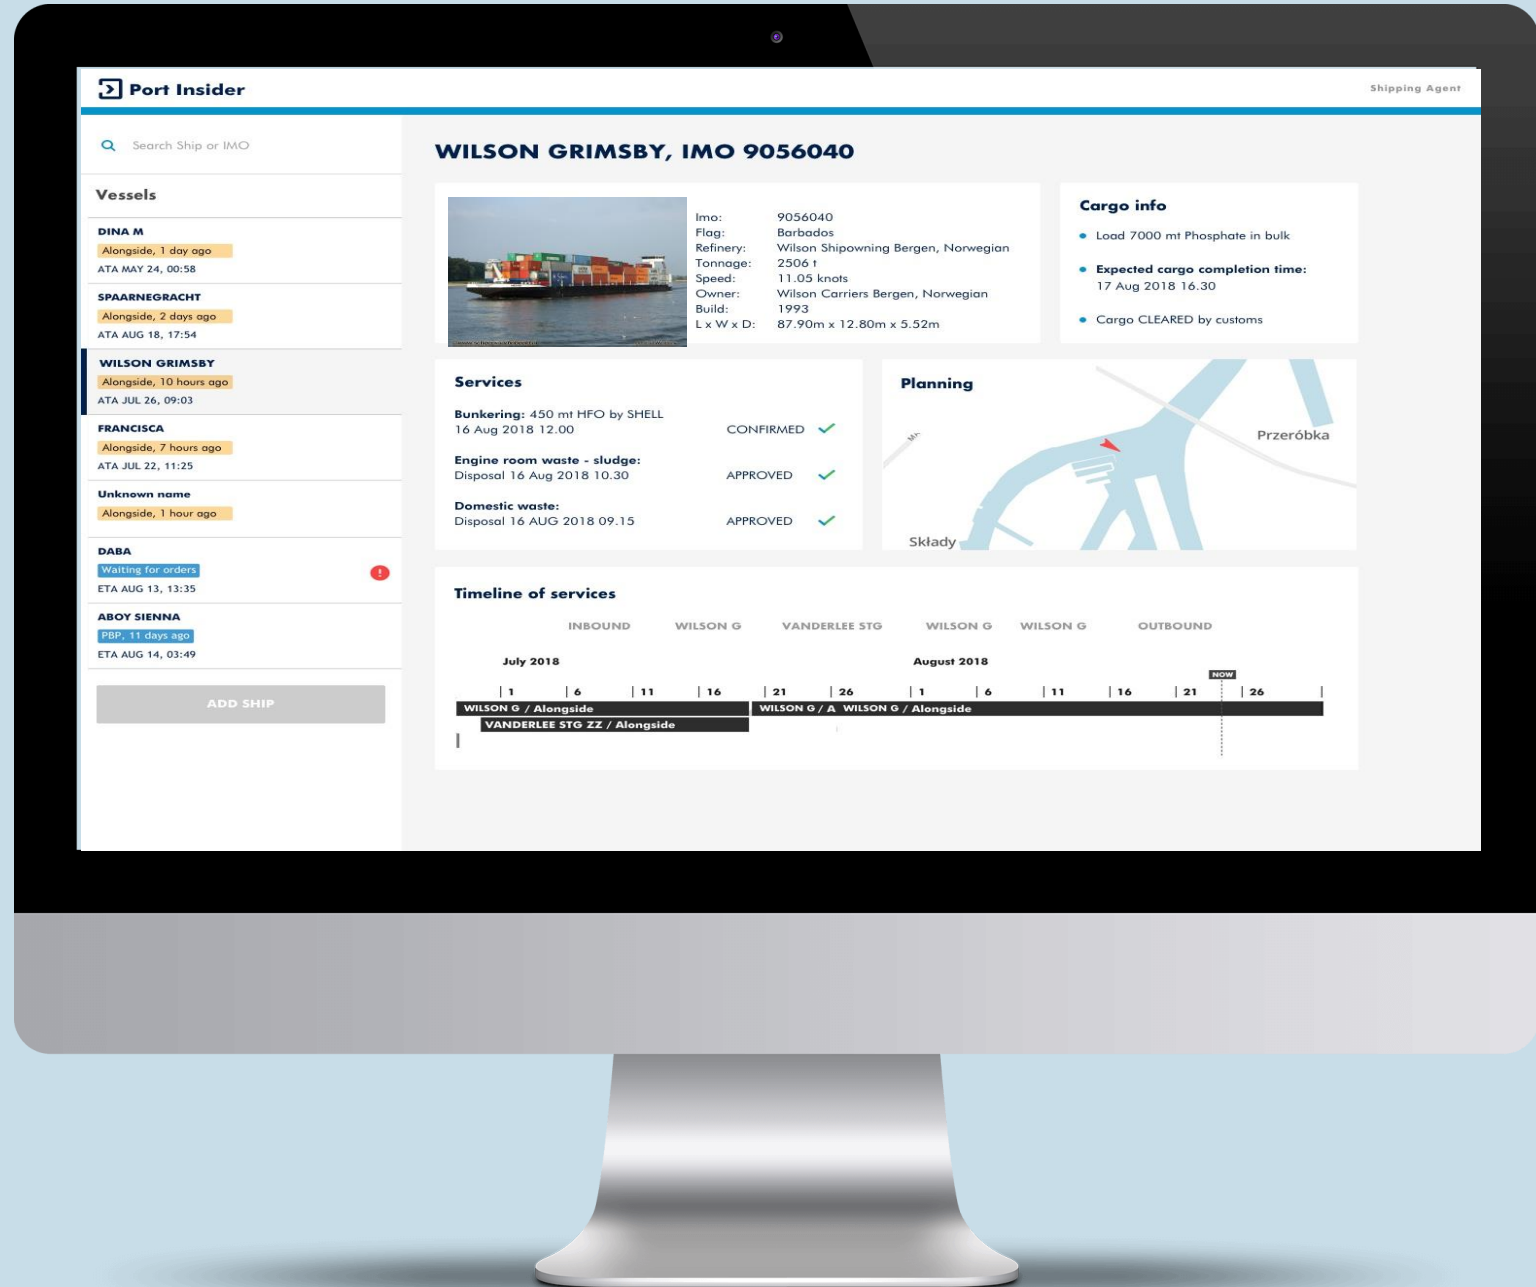 Port Insider
Shipping Agent
Search Ship or IMO
Vessels
DINA M
Alongside, 1 day ago
ATA MAY 24, 00:58
SPAARNEGRACHT
Alongside, 2 days ago
ATA AUG 18, 17:54
WILSON GRIMSBY
Alongside, 10 hours ago
ATA JUL 26, 09:03
FRANCISCA
Alongside, 7 hours ago
ATA JUL 22, 11:25
Unknown name
Alongside, 1 hour ago
DABA
Waiting for orders
!
ETA AUG 13, 13:35
ABOY SIENNA
PBP, 11 days ago
ETA AUG 14, 03:49
ADD SHIP
WILSON GRIMSBY, IMO 9056040
Imo: 9056040
Flag: Barbados
Refinery: Wilson Shipowning Bergen, Norwegian
Tonnage: 2506 t
Speed: 11.05 knots
Owner: Wilson Carriers Bergen, Norwegian
Build: 1993
L x W x D: 87.90m x 12.80m x 5.52m
Cargo info
Load 7000 mt Phosphate in bulk
Expected cargo completion time:
17 Aug 2018 16.30
Cargo CLEARED by customs
Services
Bunkering: 450 mt HFO by SHELL
16 Aug 2018 12.00 CONFIRMED
Engine room waste - sludge:
Disposal 16 Aug 2018 10.30 APPROVED
Domestic waste:
Disposal 16 AUG 2018 09.15 APPROVED
Planning
Przeróbka
Składy
Timeline of services
INBOUND WILSON G VANDERLEE STG WILSON G WILSON G OUTBOUND
July 2018 August 2018
NOW
1 6 11 16 21 26 1 6 11 16 21 26
WILSON G / Alongside WILSON G / A WILSON G / Alongside
VANDERLEE STG ZZ / Alongside